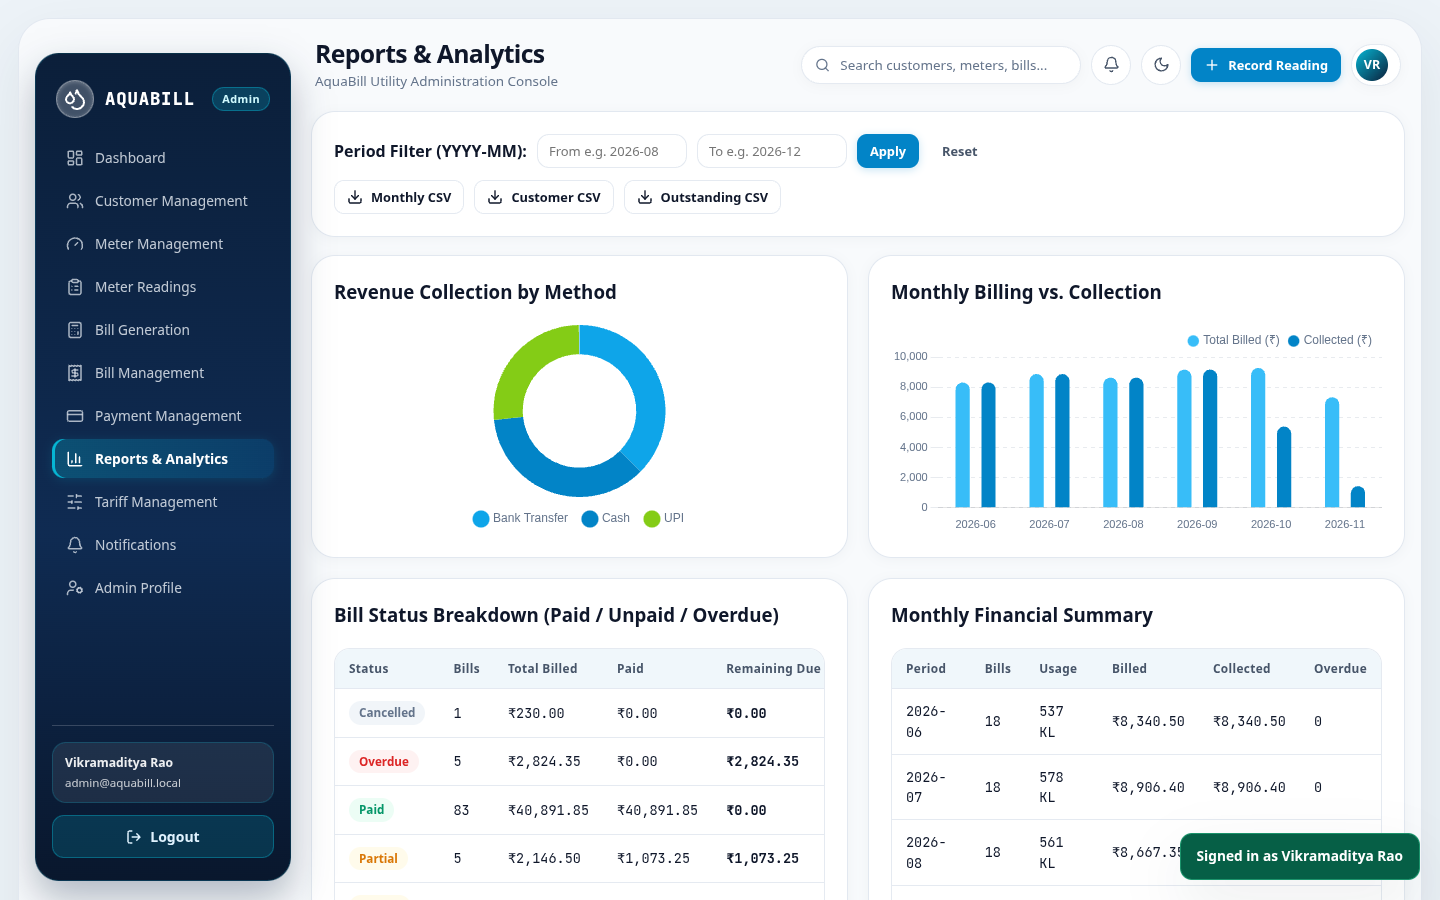 AQUABILL
Admin
Dashboard
Customer Management
Meter Management
Meter Readings
Bill Generation
Bill Management
Payment Management
Reports & Analytics
Tariff Management
Notifications
Admin Profile
Vikramaditya Rao
admin@aquabill.local
Logout
Reports & Analytics
AquaBill Utility Administration Console
Search customers, meters, bills...
Record Reading
VR
Period Filter (YYYY-MM): From e.g. 2026-08 To e.g. 2026-12 Apply Reset
Monthly CSV Customer CSV Outstanding CSV
Revenue Collection by Method
Bank Transfer Cash UPI
Monthly Billing vs. Collection
Total Billed (₹) Collected (₹)
10,000
8,000
6,000
4,000
2,000
0
2026-06 2026-07 2026-08 2026-09 2026-10 2026-11
Bill Status Breakdown (Paid / Unpaid / Overdue)
Status Bills Total Billed Paid Remaining Due
Cancelled 1 ₹230.00 ₹0.00 ₹0.00
Overdue 5 ₹2,824.35 ₹0.00 ₹2,824.35
Paid 83 ₹40,891.85 ₹40,891.85 ₹0.00
Partial 5 ₹2,146.50 ₹1,073.25 ₹1,073.25
Monthly Financial Summary
Period Bills Usage Billed Collected Overdue
2026-06 18 537 KL ₹8,340.50 ₹8,340.50 0
2026-07 18 578 KL ₹8,906.40 ₹8,906.40 0
2026-08 18 561 KL ₹8,667.35
Signed in as Vikramaditya Rao